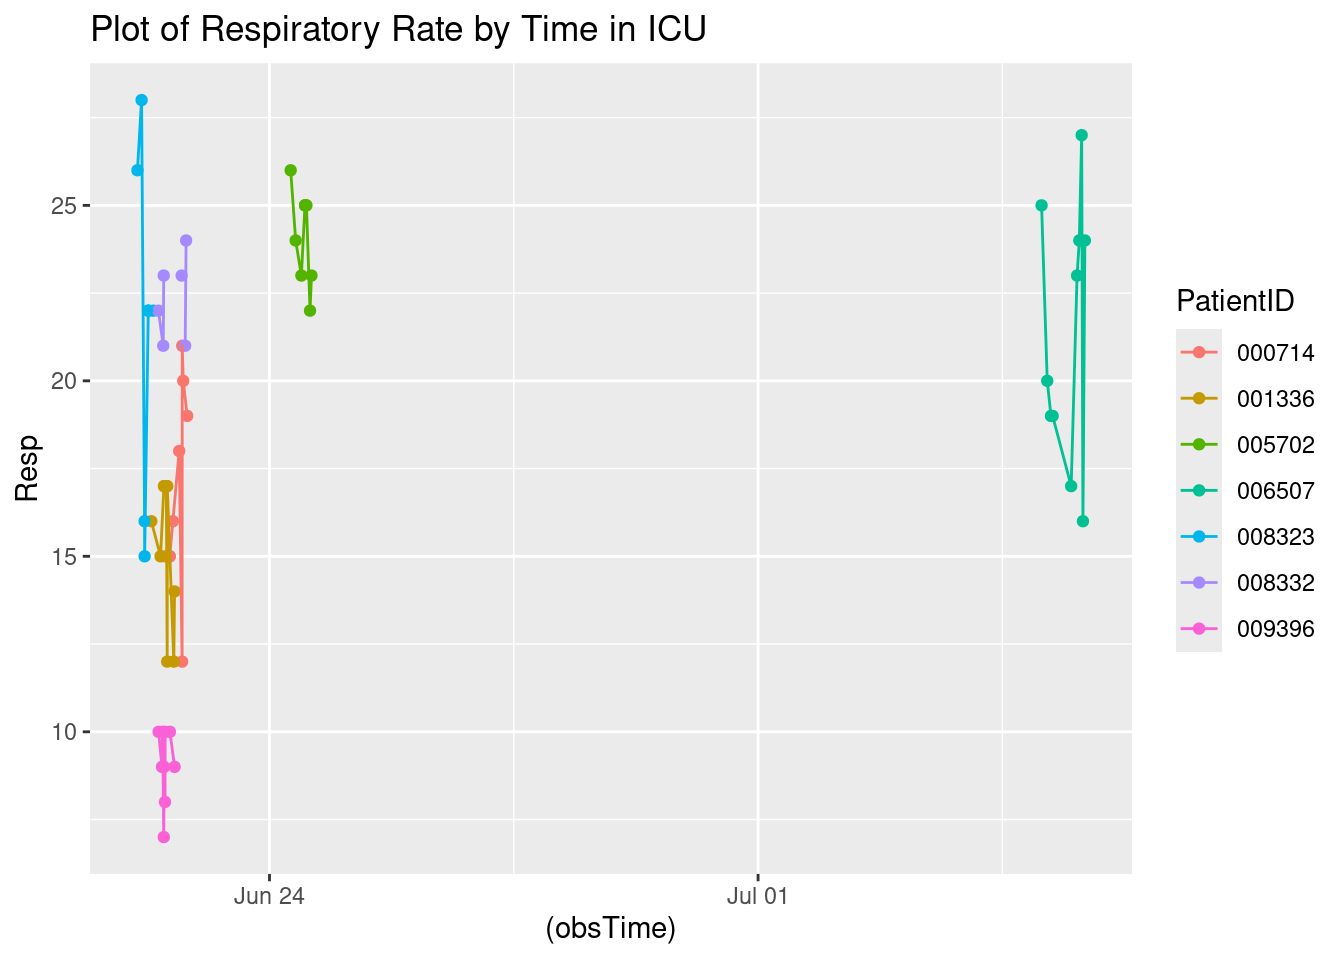 Plot of Respiratory Rate by Time in ICU
25
20
15
10
Resp
Jun 24
Jul 01
(obsTime)
PatientID
000714
001336
005702
006507
008323
008332
009396